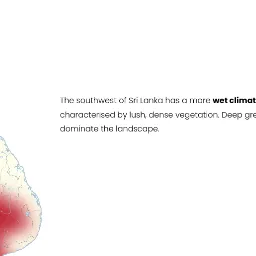 The southwest of Sri Lanka has a more wet climat
characterised by lush, dense vegetation. Deep gre
dominate the landscape.